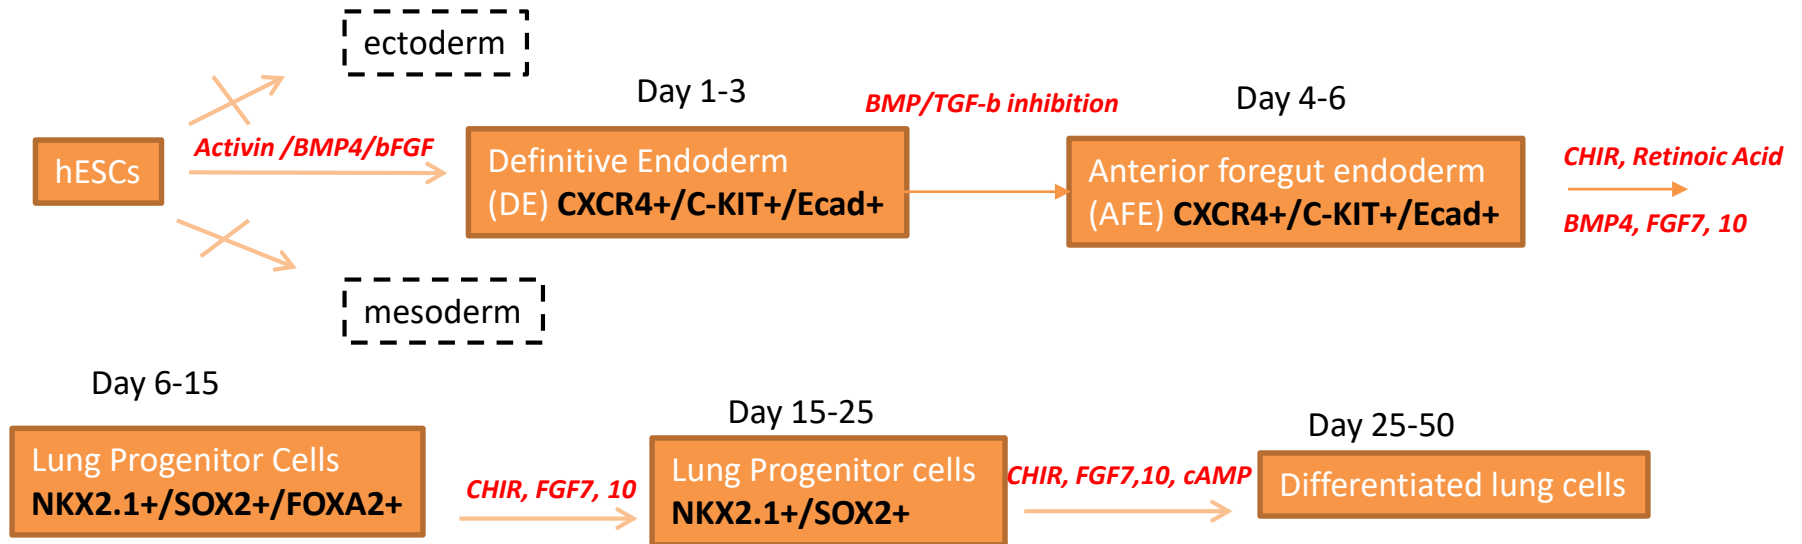 ectoderm
Day 1-3
BMP/TGF-b inhibition
Day 4-6
hESCs
Activin /BMP4/bFGF
Definitive Endoderm
(DE) CXCR4+/C-KIT+/Ecad+
Anterior foregut endoderm
(AFE) CXCR4+/C-KIT+/Ecad+
CHIR, Retinoic Acid
BMP4, FGF7, 10
mesoderm
Day 6-15
Lung Progenitor Cells
NKX2.1+/SOX2+/FOXA2+
CHIR, FGF7, 10
Day 15-25
Lung Progenitor cells
NKX2.1+/SOX2+
CHIR, FGF7,10, cAMP
Day 25-50
Differentiated lung cells